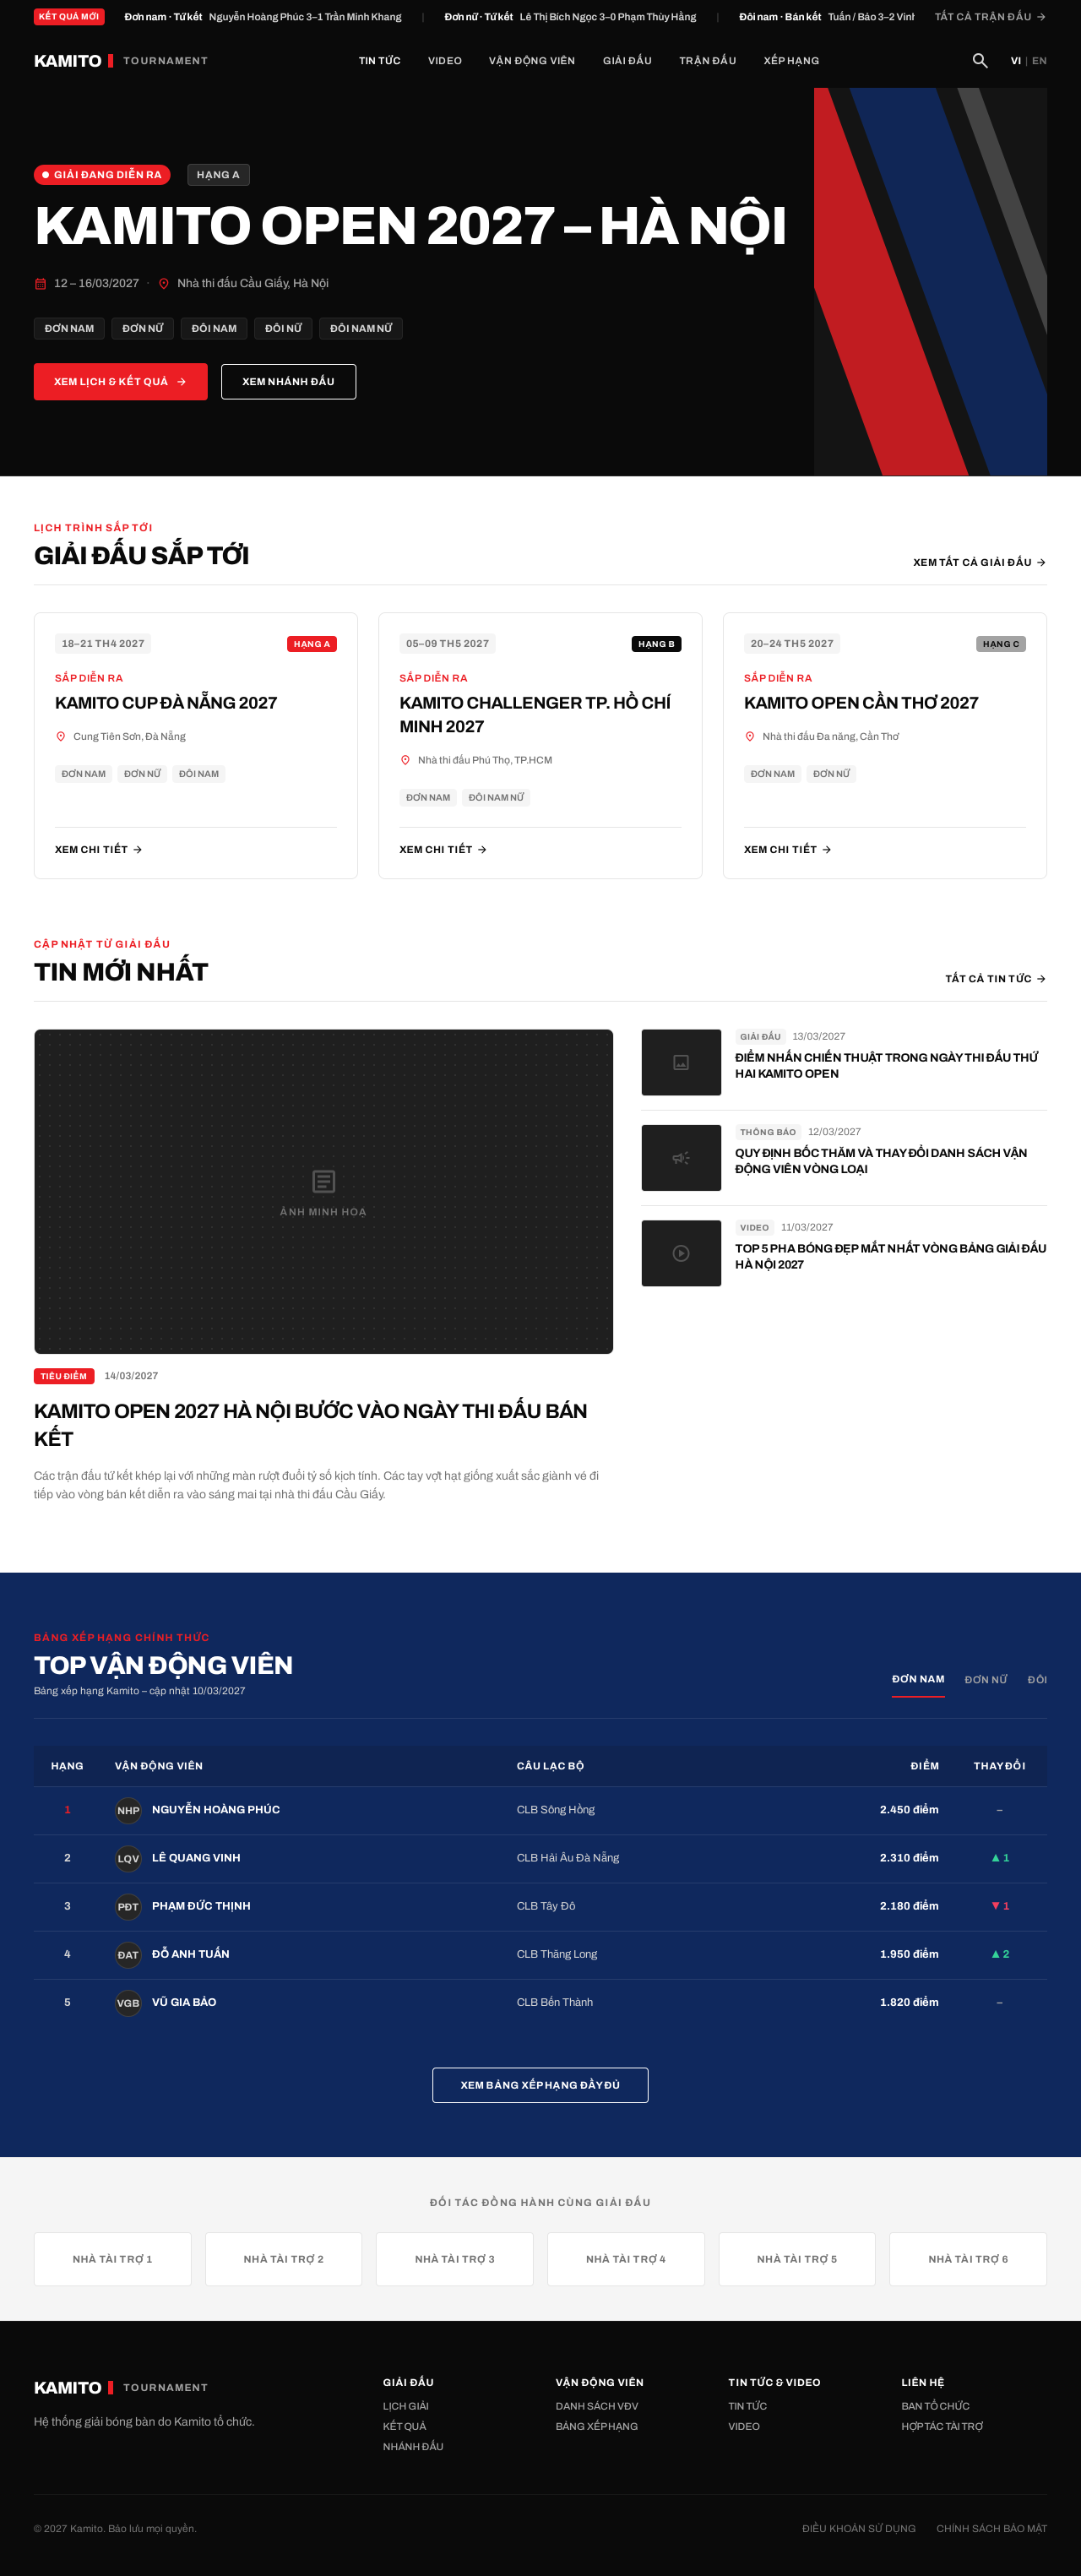 KẾT QUẢ MỚI Đơn nam · Tứ kết Nguyễn Hoàng Phúc 3–1 Trần Minh Khang | Đơn nữ · Tứ kết Lê Thị Bích Ngọc 3–0 Phạm Thùy Hằng | Đôi nam · Bán kết Tuấn / Bảo 3–2 Vinh TẤT CẢ TRẬN ĐẤU →
KAMITO TOURNAMENT TIN TỨC VIDEO VẬN ĐỘNG VIÊN GIẢI ĐẤU TRẬN ĐẤU XẾP HẠNG VI | EN
GIẢI ĐANG DIỄN RA HẠNG A
KAMITO OPEN 2027 – HÀ NỘI
12 – 16/03/2027 · Nhà thi đấu Cầu Giấy, Hà Nội
ĐƠN NAM ĐƠN NỮ ĐÔI NAM ĐÔI NỮ ĐÔI NAM NỮ
XEM LỊCH & KẾT QUẢ → XEM NHÁNH ĐẤU
LỊCH TRÌNH SẮP TỚI
GIẢI ĐẤU SẮP TỚI
XEM TẤT CẢ GIẢI ĐẤU →
18–21 TH4 2027 HẠNG A
SẮP DIỄN RA
KAMITO CUP ĐÀ NẴNG 2027
Cung Tiên Sơn, Đà Nẵng
ĐƠN NAM ĐƠN NỮ ĐÔI NAM
XEM CHI TIẾT →
05–09 TH5 2027 HẠNG B
SẮP DIỄN RA
KAMITO CHALLENGER TP. HỒ CHÍ
MINH 2027
Nhà thi đấu Phú Thọ, TP.HCM
ĐƠN NAM ĐÔI NAM NỮ
XEM CHI TIẾT →
20–24 TH5 2027 HẠNG C
SẮP DIỄN RA
KAMITO OPEN CẦN THƠ 2027
Nhà thi đấu Đa năng, Cần Thơ
ĐƠN NAM ĐƠN NỮ
XEM CHI TIẾT →
CẬP NHẬT TỪ GIẢI ĐẤU
TIN MỚI NHẤT
TẤT CẢ TIN TỨC →
ẢNH MINH HOẠ
TIÊU ĐIỂM 14/03/2027
KAMITO OPEN 2027 HÀ NỘI BƯỚC VÀO NGÀY THI ĐẤU BÁN
KẾT
Các trận đấu tứ kết khép lại với những màn rượt đuổi tỷ số kịch tính. Các tay vợt hạt giống xuất sắc giành vé đi
tiếp vào vòng bán kết diễn ra vào sáng mai tại nhà thi đấu Cầu Giấy.
GIẢI ĐẤU 13/03/2027
ĐIỂM NHẤN CHIẾN THUẬT TRONG NGÀY THI ĐẤU THỨ
HAI KAMITO OPEN
THÔNG BÁO 12/03/2027
QUY ĐỊNH BỐC THĂM VÀ THAY ĐỔI DANH SÁCH VẬN
ĐỘNG VIÊN VÒNG LOẠI
VIDEO 11/03/2027
TOP 5 PHA BÓNG ĐẸP MẮT NHẤT VÒNG BẢNG GIẢI ĐẤU
HÀ NỘI 2027
BẢNG XẾP HẠNG CHÍNH THỨC
TOP VẬN ĐỘNG VIÊN
Bảng xếp hạng Kamito – cập nhật 10/03/2027
ĐƠN NAM ĐƠN NỮ ĐÔI
HẠNG VẬN ĐỘNG VIÊN CÂU LẠC BỘ ĐIỂM THAY ĐỔI
1 NHP NGUYỄN HOÀNG PHÚC CLB Sông Hồng 2.450 điểm –
2 LQV LÊ QUANG VINH CLB Hải Âu Đà Nẵng 2.310 điểm ▲ 1
3 PĐT PHẠM ĐỨC THỊNH CLB Tây Đô 2.180 điểm ▼ 1
4 ĐAT ĐỖ ANH TUẤN CLB Thăng Long 1.950 điểm ▲ 2
5 VGB VŨ GIA BẢO CLB Bến Thành 1.820 điểm –
XEM BẢNG XẾP HẠNG ĐẦY ĐỦ
ĐỐI TÁC ĐỒNG HÀNH CÙNG GIẢI ĐẤU
NHÀ TÀI TRỢ 1 NHÀ TÀI TRỢ 2 NHÀ TÀI TRỢ 3 NHÀ TÀI TRỢ 4 NHÀ TÀI TRỢ 5 NHÀ TÀI TRỢ 6
KAMITO TOURNAMENT
Hệ thống giải bóng bàn do Kamito tổ chức.
GIẢI ĐẤU
LỊCH GIẢI
KẾT QUẢ
NHÁNH ĐẤU
VẬN ĐỘNG VIÊN
DANH SÁCH VĐV
BẢNG XẾP HẠNG
TIN TỨC & VIDEO
TIN TỨC
VIDEO
LIÊN HỆ
BAN TỔ CHỨC
HỢP TÁC TÀI TRỢ
© 2027 Kamito. Bảo lưu mọi quyền.
ĐIỀU KHOẢN SỬ DỤNG CHÍNH SÁCH BẢO MẬT